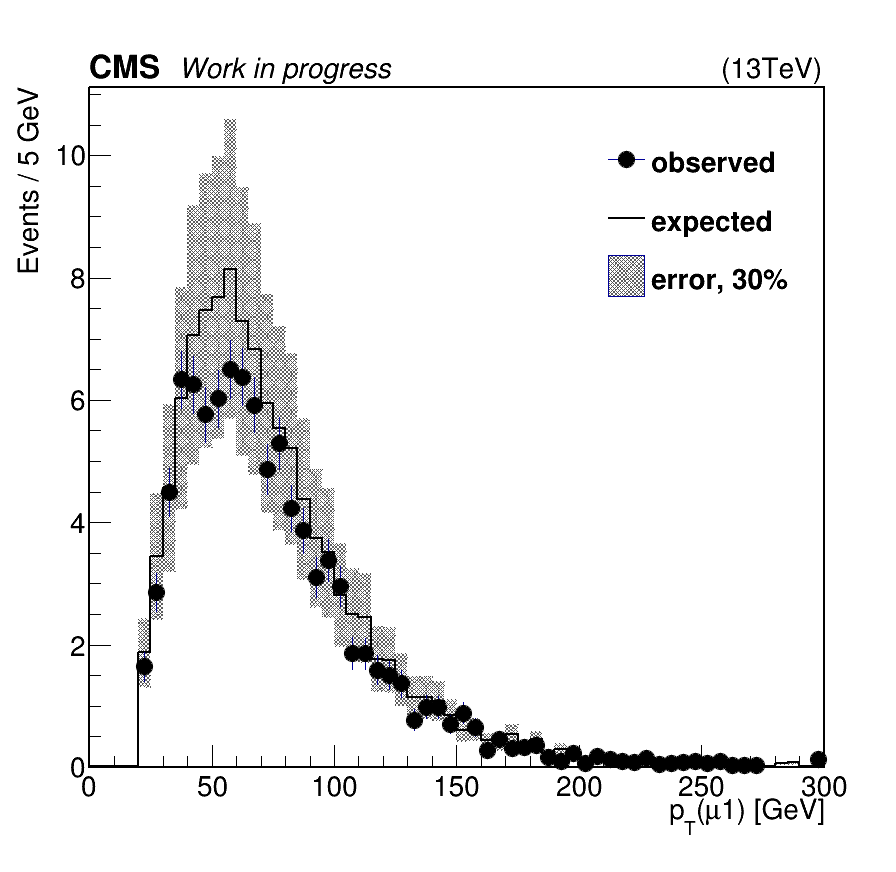 CMS Work in progress (13TeV)
Events / 5 GeV
10
8
6
4
2
0
observed
expected
error, 30%
0 50 100 150 200 250 300
p_T(μ1) [GeV]